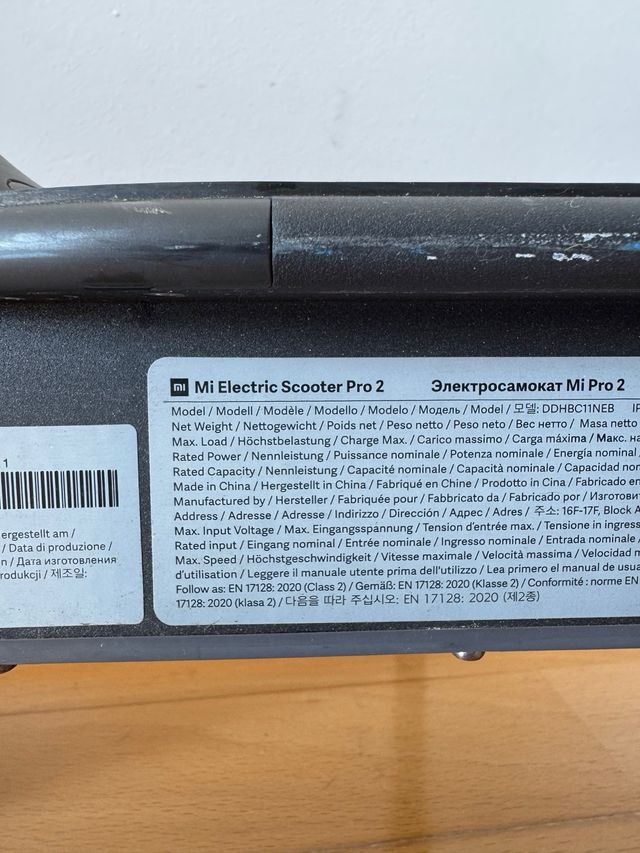 mi Mi Electric Scooter Pro 2 Электросамокат Mi Pro 2
Model / Modell / Modèle / Modello / Modelo / Модель / Model / 모델: DDHBC11NEB
Net Weight / Nettogewicht / Poids net / Peso netto / Peso neto / Вес нетто / Masa netto
Max. Load / Höchstbelastung / Charge Max. / Carico massimo / Carga máxima / Макс.
Rated Power / Nennleistung / Puissance nominale / Potenza nominale / Energía nominal
Rated Capacity / Nennleistung / Capacité nominale / Capacità nominale / Capacidad
Made in China / Hergestellt in China / Fabriqué en Chine / Prodotto in Cina / Fabricado en
Manufactured by / Hersteller / Fabriquée pour / Fabbricato da / Fabricado por /
Address / Adresse / Adresse / Indirizzo / Dirección / Адрес / Adres / 주소: 16F-17F, Block A
Max. Input Voltage / Max. Eingangsspannung / Tension d'entrée max. / Tensione in ingresso
Rated input / Eingang nominal / Entrée nominale / Ingresso nominale / Entrada nominale /
Max. Speed / Höchstgeschwindigkeit / Vitesse maximale / Velocità massima / Velocidad
d'utilisation / Leggere il manuale utente prima dell'utilizzo / Lea primero el manual de
Follow as: EN 17128: 2020 (Class 2) / Gemäß: EN 17128: 2020 (Klasse 2) / Conformité : norme EN
17128: 2020 (klasa 2) / 다음을 따라 주십시오; EN 17128: 2020 (제2종)
1
am /
/ Data di produzione /
/ Дата изготовления
/ 제조일: